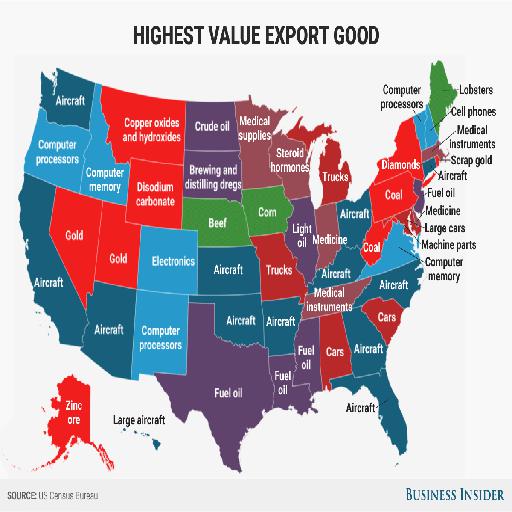 HIGHEST VALUE EXPORT GOOD
Aircraft
Copper oxides
and hydroxides
Crude oil
Medical
supplies
Computer
processors
Lobsters
Cell phones
Medical
instruments
Scrap gold
Aircraft
Fuel oil
Medicine
Large cars
Machine parts
Computer
memory
Computer
processors
Computer
memory
Disodium
carbonate
Brewing and
distilling dregs
Steroid
hormones
Trucks
Diamonds
Coal
Beef
Corn
Light
oil
Medicine
Aircraft
Coal
Gold
Gold
Electronics
Aircraft
Trucks
Aircraft
Medical
instruments
Aircraft
Aircraft
Aircraft
Computer
processors
Aircraft
Aircraft
Cars
Aircraft
Cars
Fuel
oil
Fuel
oil
Fuel oil
Aircraft
Zinc
ore
Large aircraft
SOURCE: US Census Bureau
BUSINESS INSIDER